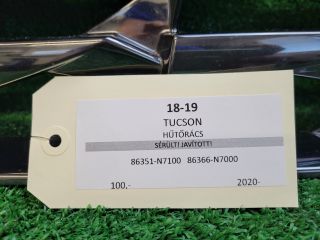 18-19
TUCSON
HŰTŐRÁCS
SÉRÜLT! JAVÍTOTT!
86351-N7100 86366-N7000
100,- 2020-